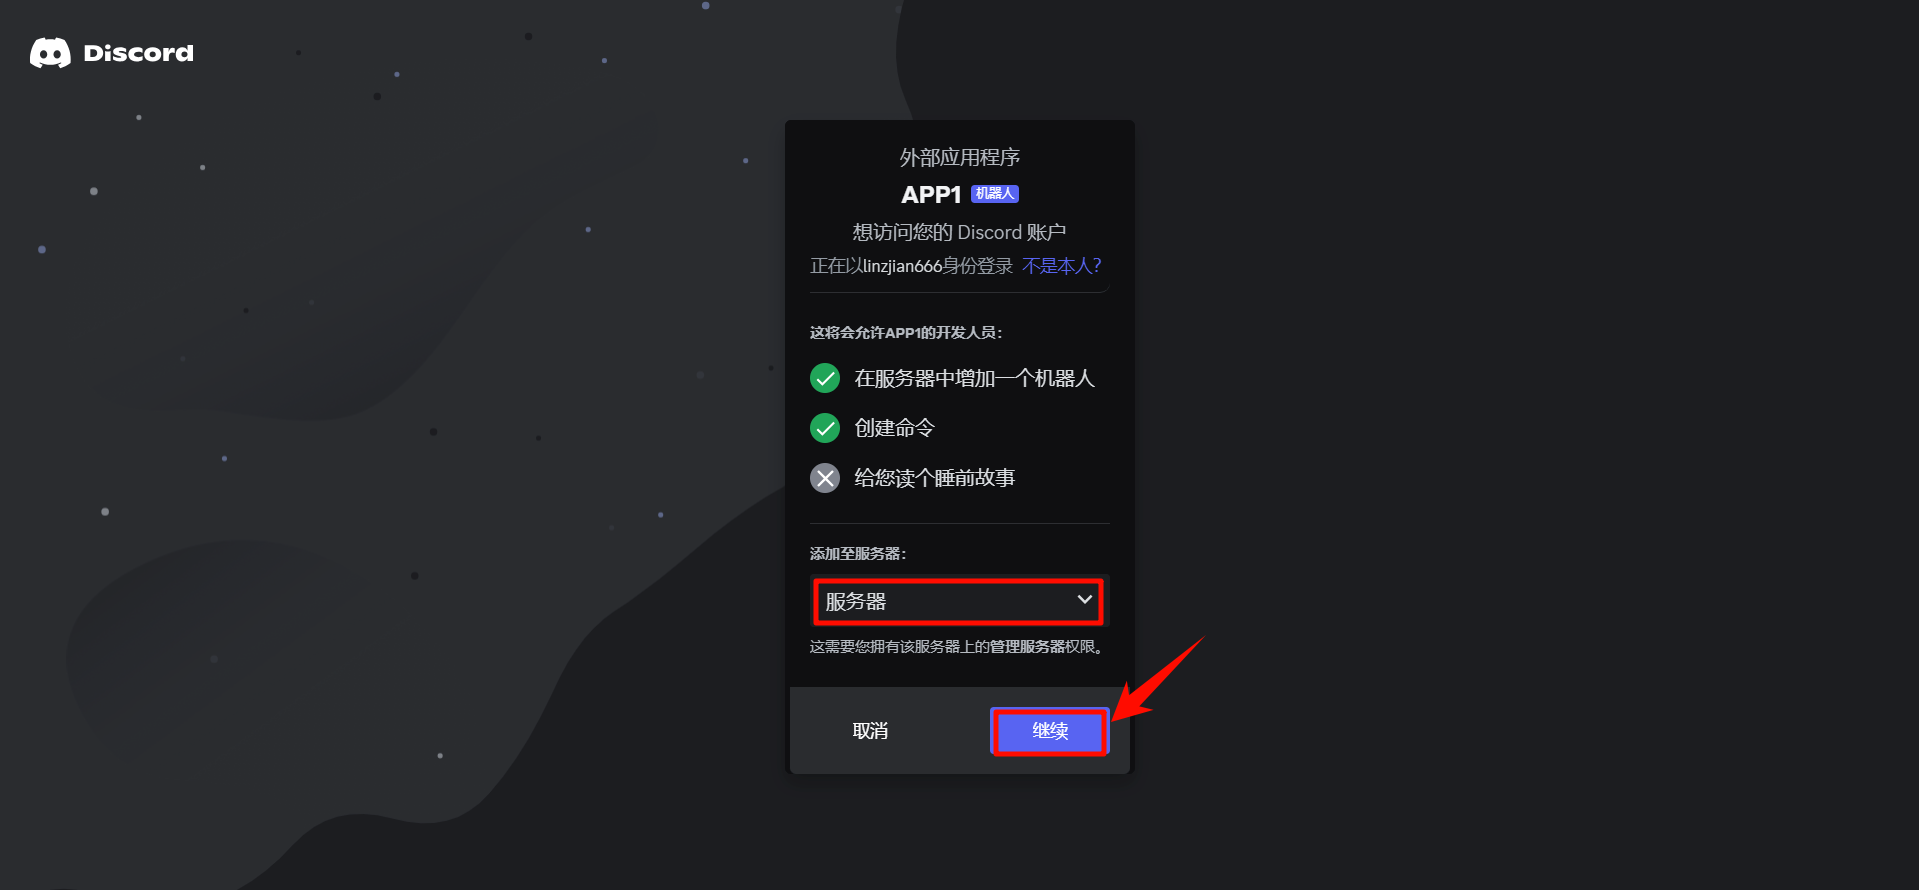 Discord
外部应用程序
APP1 机器人
想访问您的 Discord 账户
正在以linzjian666身份登录 不是本人?
这将会允许APP1的开发人员：
在服务器中增加一个机器人
创建命令
给您读个睡前故事
添加至服务器：
服务器
这需要您拥有该服务器上的管理服务器权限。
取消 继续